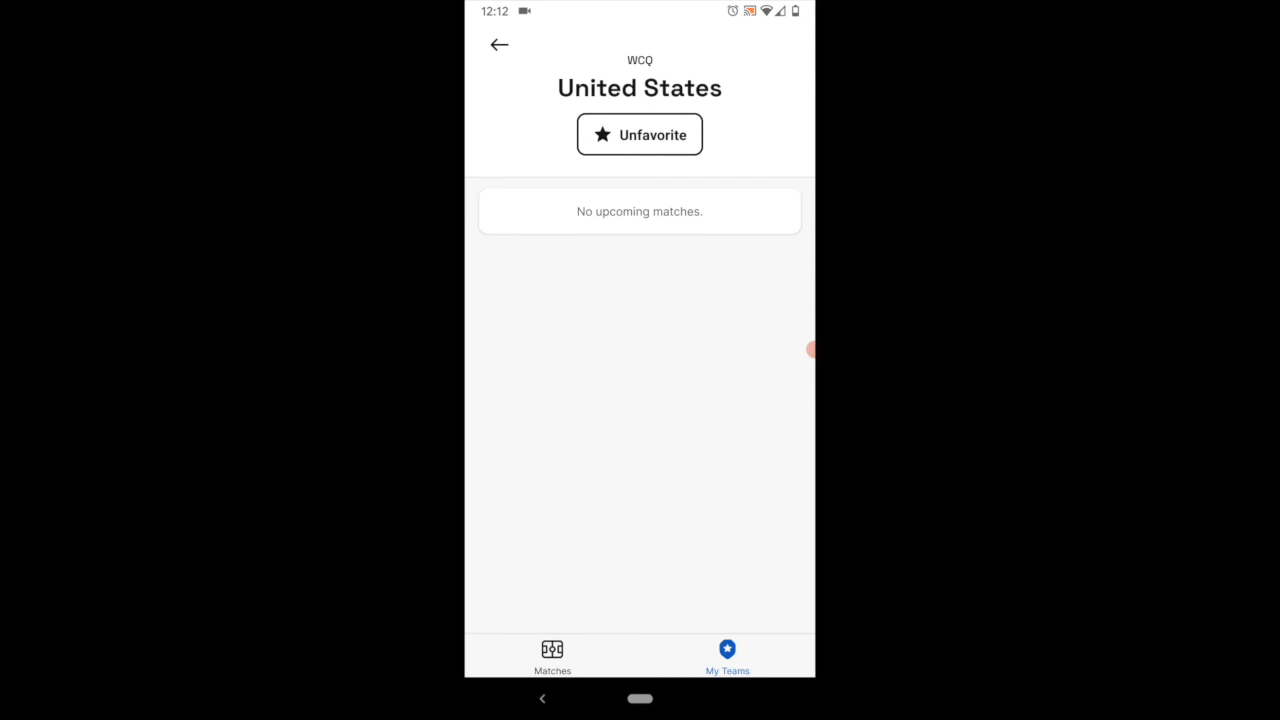 12:12
WCQ
United States
Unfavorite
No upcoming matches.
Matches
My Teams